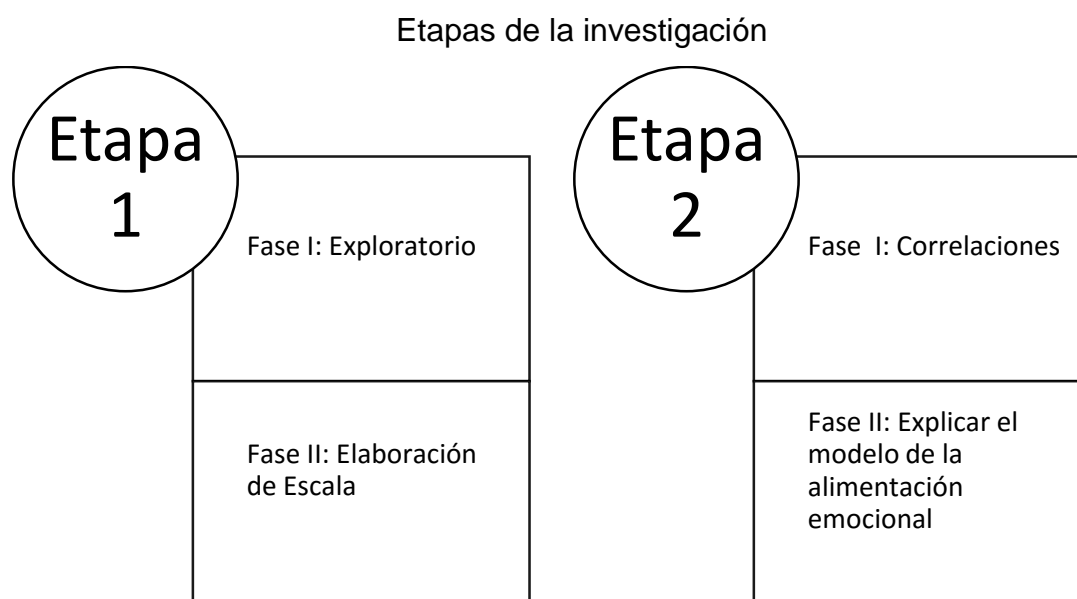 Etapas de la investigación
Etapa
1
Fase I: Exploratorio
Fase II: Elaboración
de Escala
Etapa
2
Fase I: Correlaciones
Fase II: Explicar el
modelo de la
alimentación
emocional